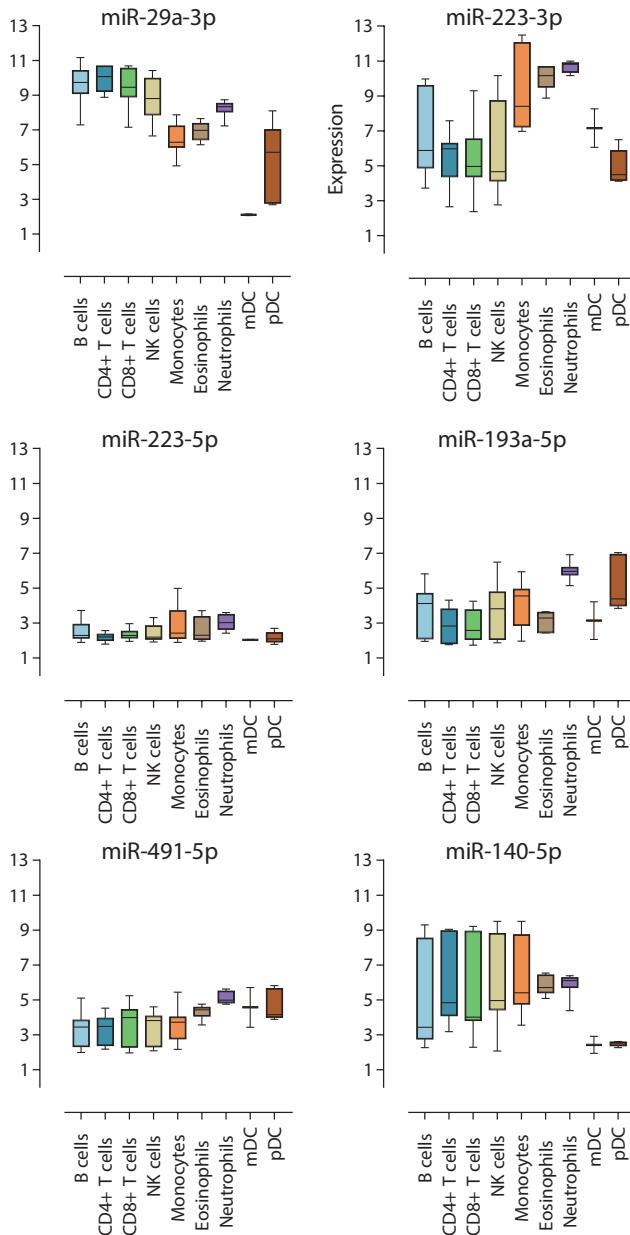 miR-29a-3p
13
11
9
7
5
3
1
B cells
CD4+ T cells
CD8+ T cells
NK cells
Monocytes
Eosinophils
Neutrophils
mDC
pDC
miR-223-3p
Expression
13
11
9
7
5
3
1
B cells
CD4+ T cells
CD8+ T cells
NK cells
Monocytes
Eosinophils
Neutrophils
mDC
pDC
miR-223-5p
13
11
9
7
5
3
1
B cells
CD4+ T cells
CD8+ T cells
NK cells
Monocytes
Eosinophils
Neutrophils
mDC
pDC
miR-193a-5p
13
11
9
7
5
3
1
B cells
CD4+ T cells
CD8+ T cells
NK cells
Monocytes
Eosinophils
Neutrophils
mDC
pDC
miR-491-5p
13
11
9
7
5
3
1
B cells
CD4+ T cells
CD8+ T cells
NK cells
Monocytes
Eosinophils
Neutrophils
mDC
pDC
miR-140-5p
13
11
9
7
5
3
1
B cells
CD4+ T cells
CD8+ T cells
NK cells
Monocytes
Eosinophils
Neutrophils
mDC
pDC